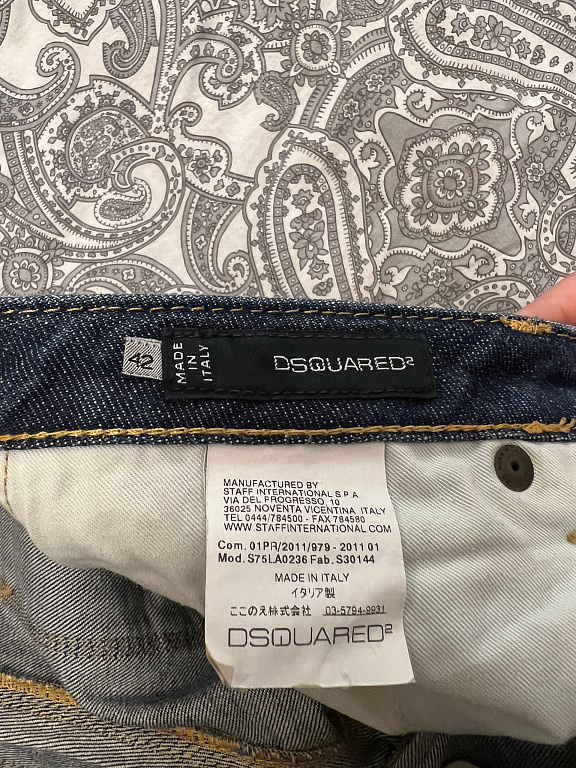 42
MADE
IN
ITALY
DSQUARED²
MANUFACTURED BY
STAFF INTERNATIONAL S.P.A
VIA DEL PROGRESSO, 10
36025 NOVENTA VICENTINA ITALY
TEL 0444/784500 - FAX 784580
WWW.STAFFINTERNATIONAL.COM
Com. 01PR/2011/979 - 2011 01
Mod. S75LA0236 Fab. S30144
MADE IN ITALY
イタリア製
ここのえ株式会社 03-5794-9931
DSQUARED²